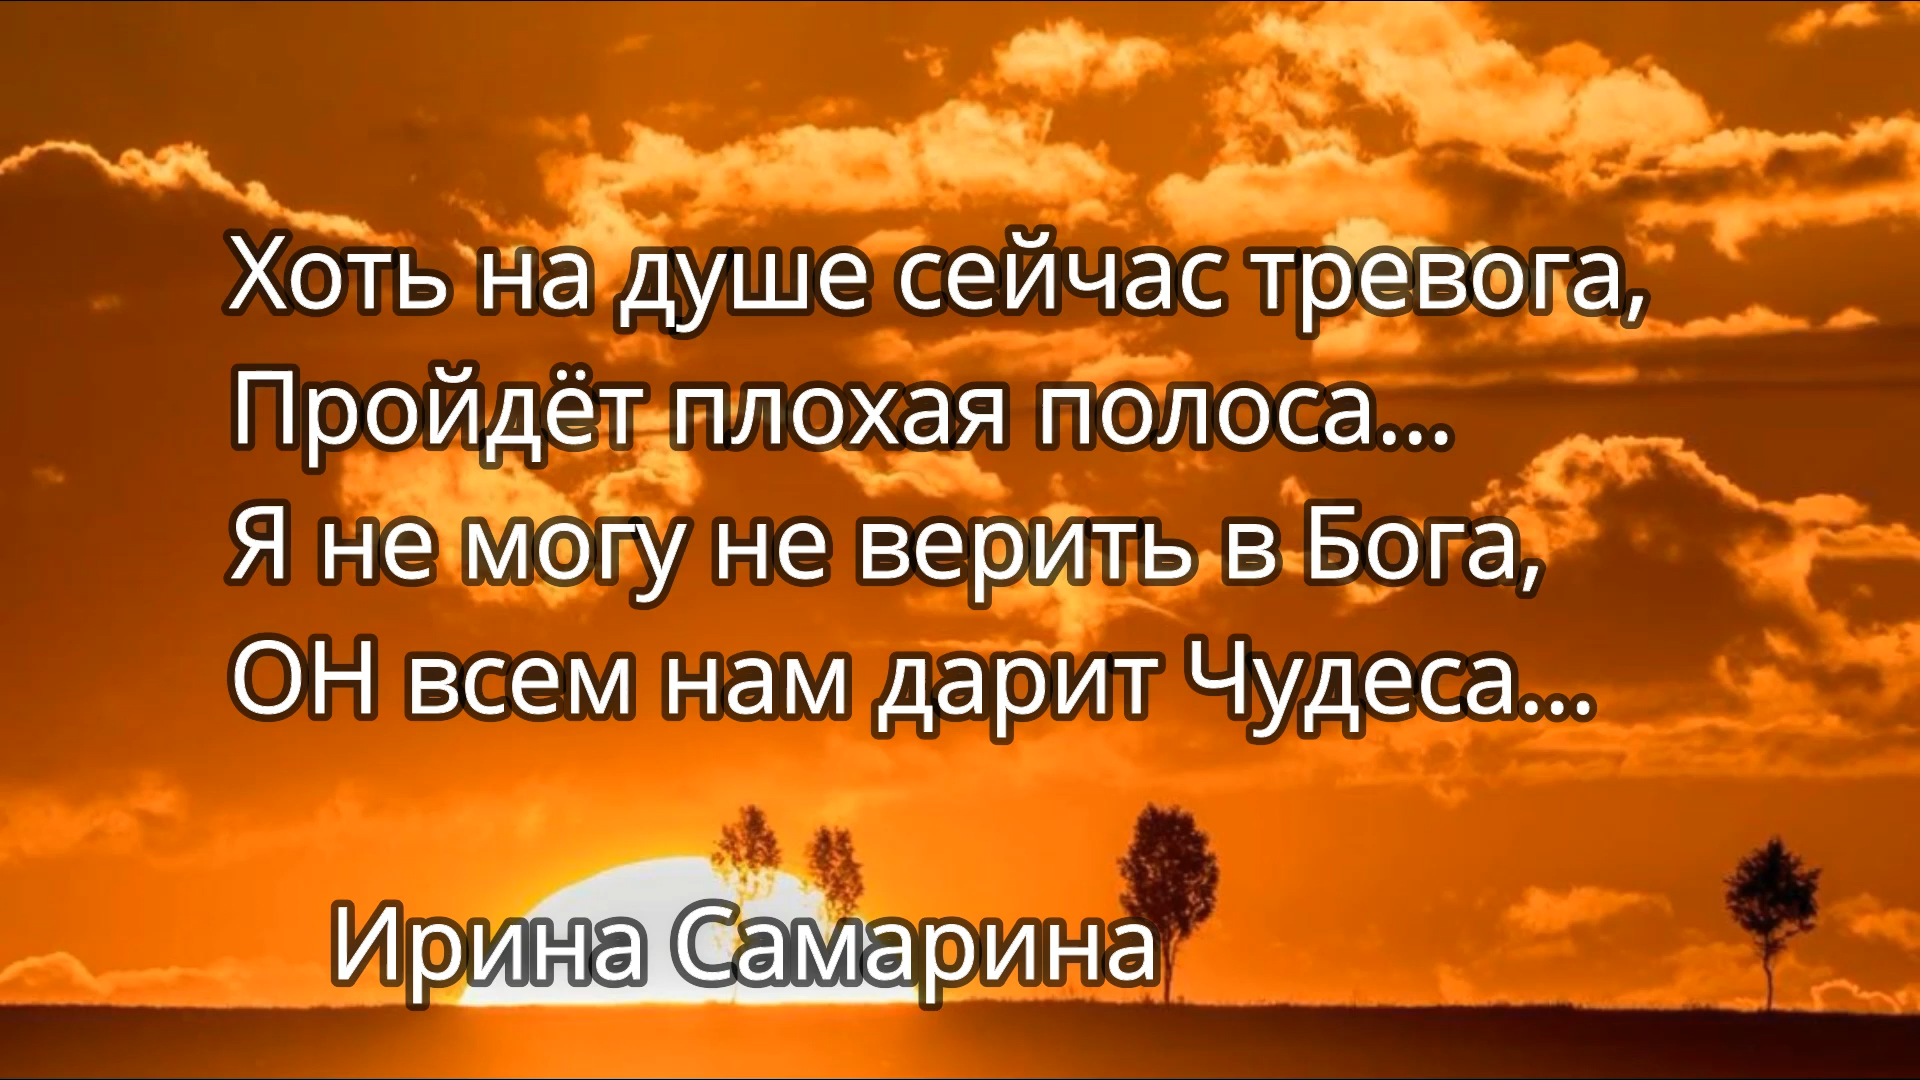 Хоть на душе сейчас тревога,
Пройдёт плохая полоса...
Я не могу не верить в Бога,
ОН всем нам дарит Чудеса...
Ирина Самарина